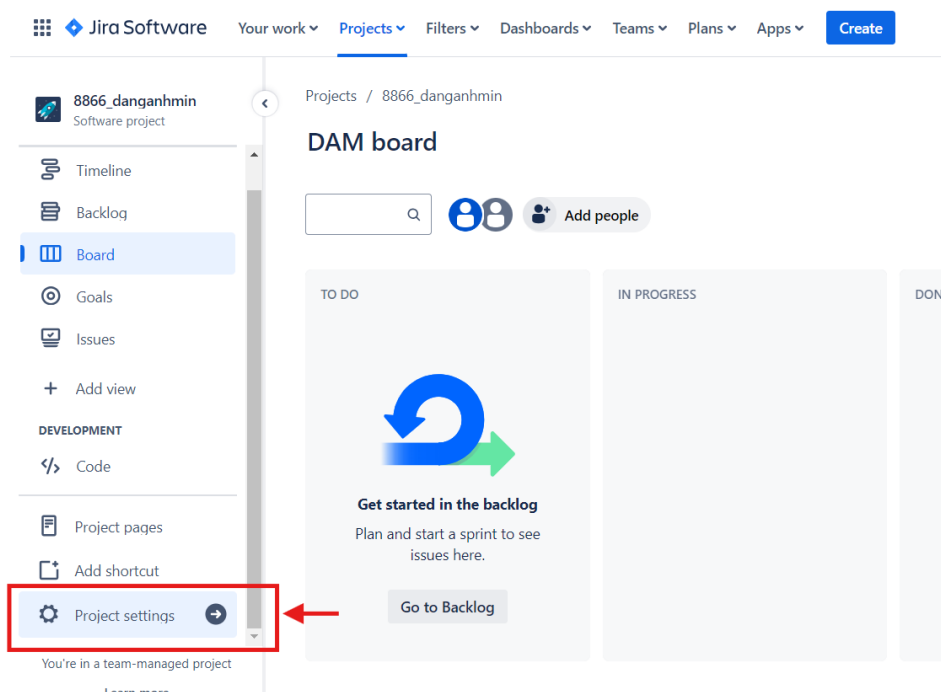 Jira Software
Your work
Projects
Filters
Dashboards
Teams
Plans
Apps
Create
8866_danganhmin
Software project
Timeline
Backlog
Board
Goals
Issues
Add view
DEVELOPMENT
Code
Project pages
Add shortcut
Project settings
You're in a team-managed project
Learn more
Projects / 8866_danganhmin
DAM board
Add people
TO DO
Get started in the backlog
Plan and start a sprint to see
issues here.
Go to Backlog
IN PROGRESS
DON